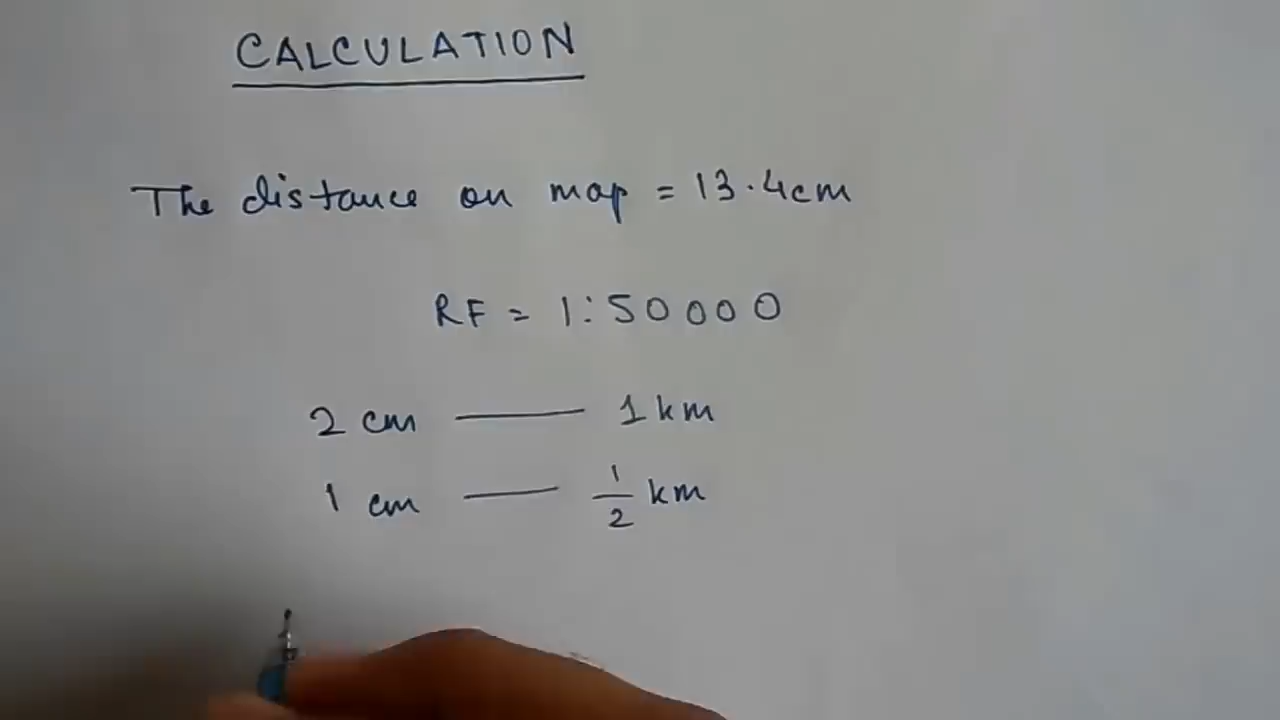 CALCULATION
The distance on map = 13.4cm
RF = 1:50000
2 cm —— 1 km
1 cm —— 1/2 km